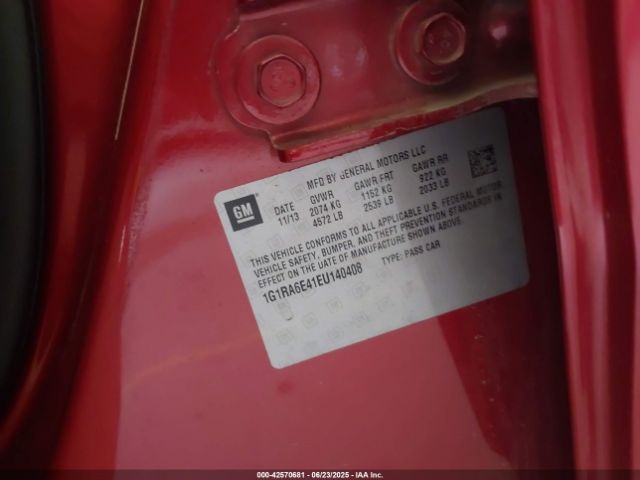 GM
MFD BY GENERAL MOTORS LLC
DATE GVWR GAWR FRT GAWR RR
11/13 2074 KG 1152 KG 922 KG
4572 LB 2539 LB 2033 LB
THIS VEHICLE CONFORMS TO ALL APPLICABLE U.S. FEDERAL MOTOR
VEHICLE SAFETY, BUMPER, AND THEFT PREVENTION STANDARDS IN
EFFECT ON THE DATE OF MANUFACTURE SHOWN ABOVE.
1G1RA6E41EU140408 TYPE: PASS CAR
000-42570681 - 06/23/2025 - IAA Inc.